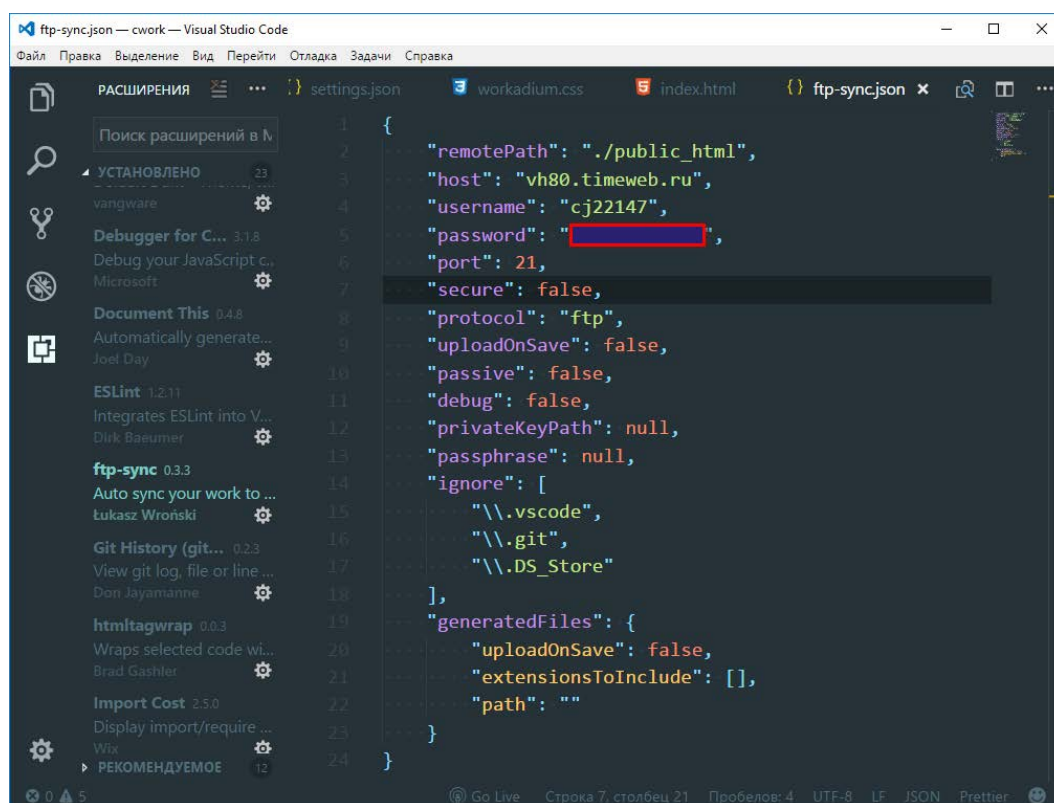 ftp-sync.json — cwork — Visual Studio Code
Файл Правка Выделение Вид Перейти Отладка Задачи Справка
РАСШИРЕНИЯ
Поиск расширений в M
УСТАНОВЛЕНО 23
vangware
Debugger for C... 3.1.8
Debug your JavaScript c...
Microsoft
Document This 0.4.8
Automatically generate...
Joel Day
ESLint 1.2.11
Integrates ESLint into V...
Dirk Baeumer
ftp-sync 0.3.3
Auto sync your work to ...
Łukasz Wroński
Git History (git... 0.2.3
View git log, file or line ...
Don Jayamanne
htmltagwrap 0.0.3
Wraps selected code wi...
Brad Gashler
Import Cost 2.5.0
Display import/require ...
Wix
РЕКОМЕНДУЕМОЕ 12
settings.json workadium.css index.html ftp-sync.json
1 {
2 "remotePath": "./public_html",
3 "host": "vh80.timeweb.ru",
4 "username": "cj22147",
5 "password": " ",
6 "port": 21,
7 "secure": false,
8 "protocol": "ftp",
9 "uploadOnSave": false,
10 "passive": false,
11 "debug": false,
12 "privateKeyPath": null,
13 "passphrase": null,
14 "ignore": [
15 "\\.vscode",
16 "\\.git",
17 "\\.DS_Store"
18 ],
19 "generatedFiles": {
20 "uploadOnSave": false,
21 "extensionsToInclude": [],
22 "path": ""
23 }
24 }
0 5 Go Live Строка 7, столбец 21 Пробелов: 4 UTF-8 LF JSON Prettier